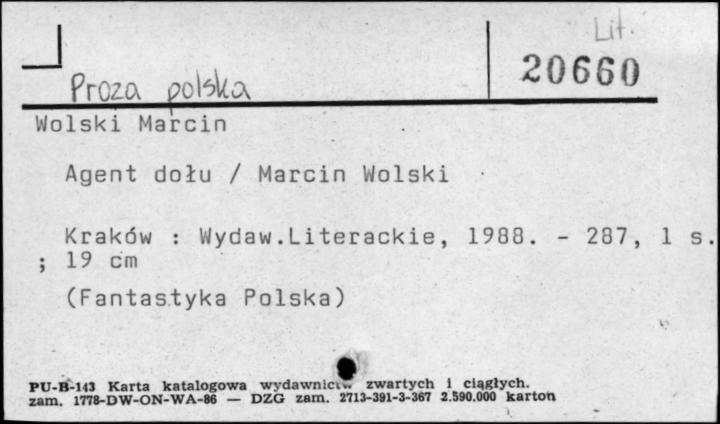 Lit.
20660
Proza polska
Wolski Marcin
Agent dołu / Marcin Wolski
Kraków : Wydaw.Literackie, 1988. - 287, 1 s.
; 19 cm
(Fantastyka Polska)
PU-B-143 Karta katalogowa wydawnictw zwartych i ciągłych.
zam. 1778-DW-ON-WA-86 — DZG zam. 2713-391-3-367 2.590.000 karton